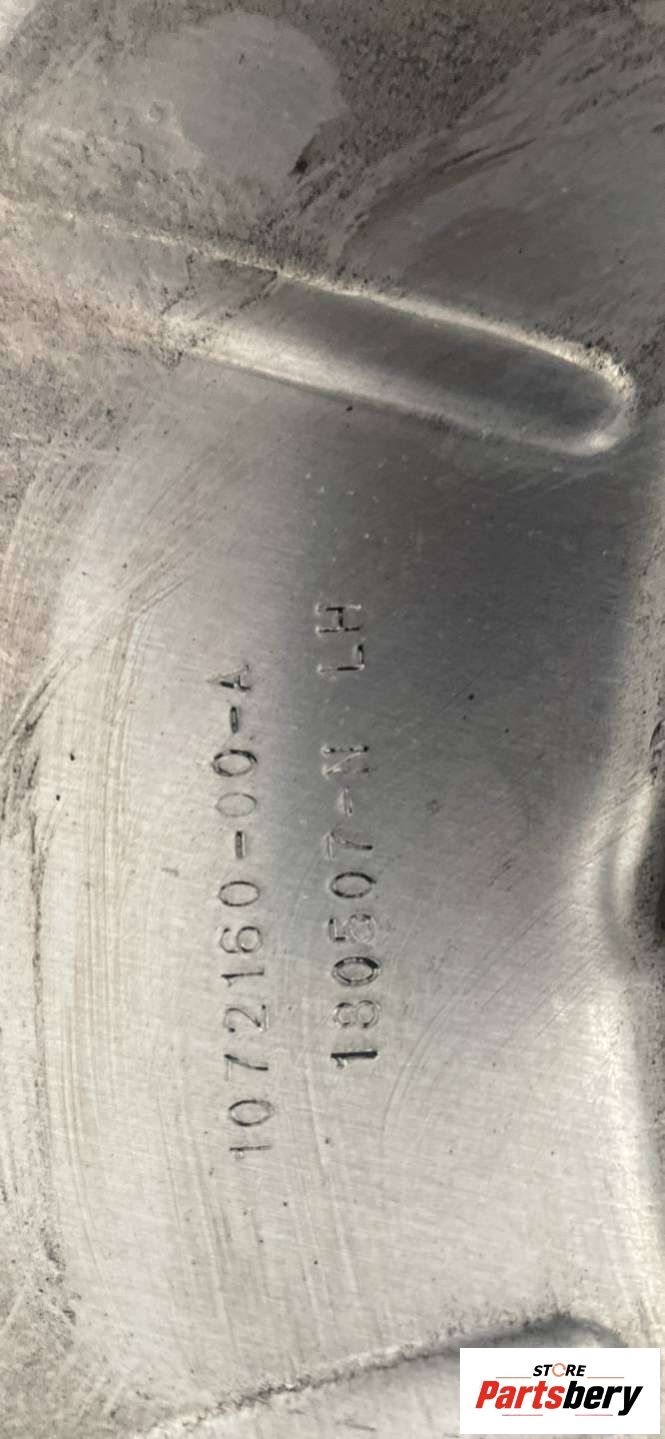 1072160-00-A
180507-N LH
STORE
Partsbery